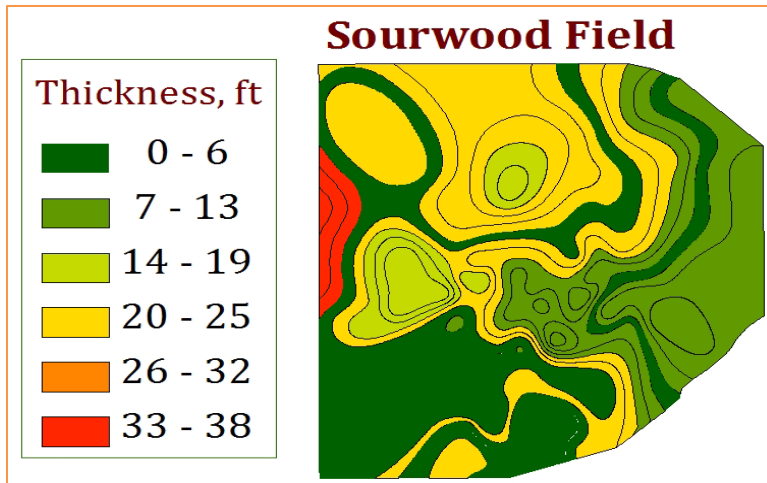 Sourwood Field
Thickness, ft
0 - 6
7 - 13
14 - 19
20 - 25
26 - 32
33 - 38